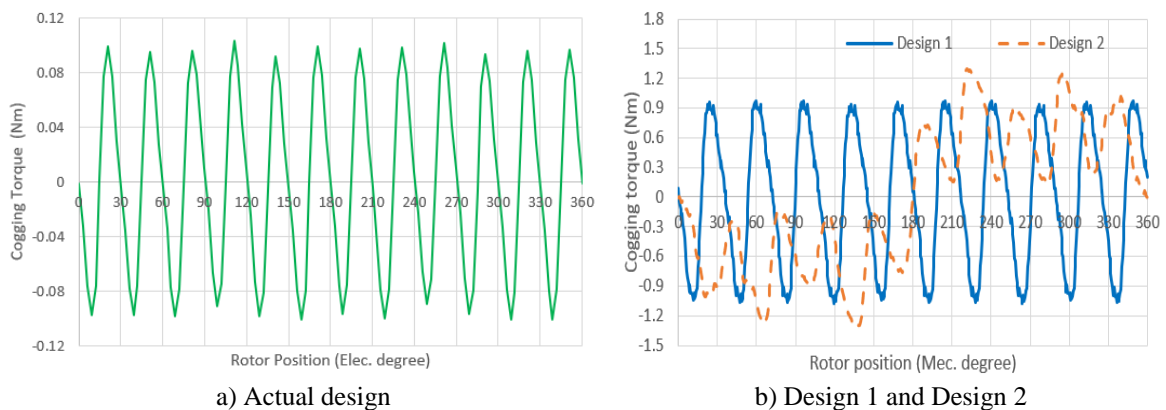 0.12
0.08
0.04
0
-0.04
-0.08
-0.12
Cogging Torque (Nm)
0 30 60 90 120 150 180 210 240 270 300 330 360
Rotor Position (Elec. degree)
a) Actual design
1.8
1.5
1.2
0.9
0.6
0.3
0
-0.3
-0.6
-0.9
-1.2
-1.5
Cogging torque (Nm)
Design 1 Design 2
0 30 60 90 120 150 180 210 240 270 300 330 360
Rotor position (Mec. degree)
b) Design 1 and Design 2